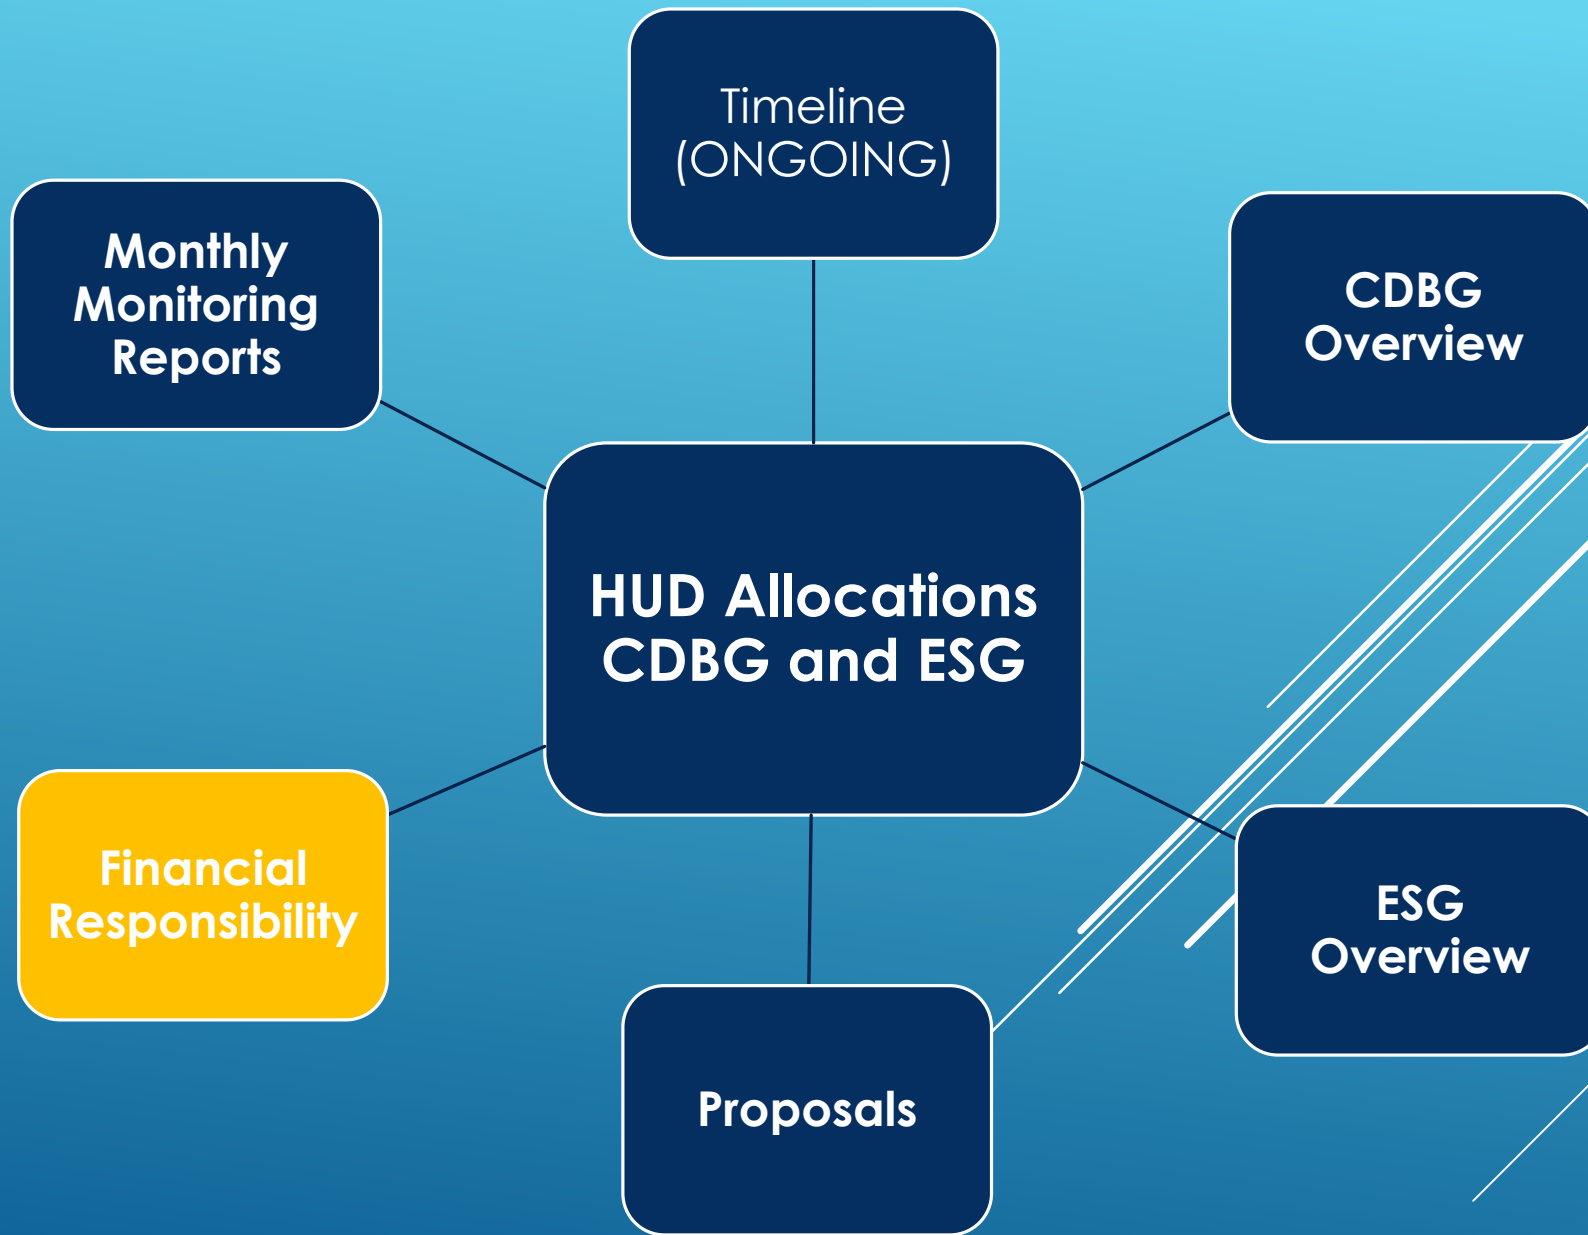 Timeline
(ONGOING)
Monthly
Monitoring
Reports
CDBG
Overview
HUD Allocations
CDBG and ESG
Financial
Responsibility
ESG
Overview
Proposals